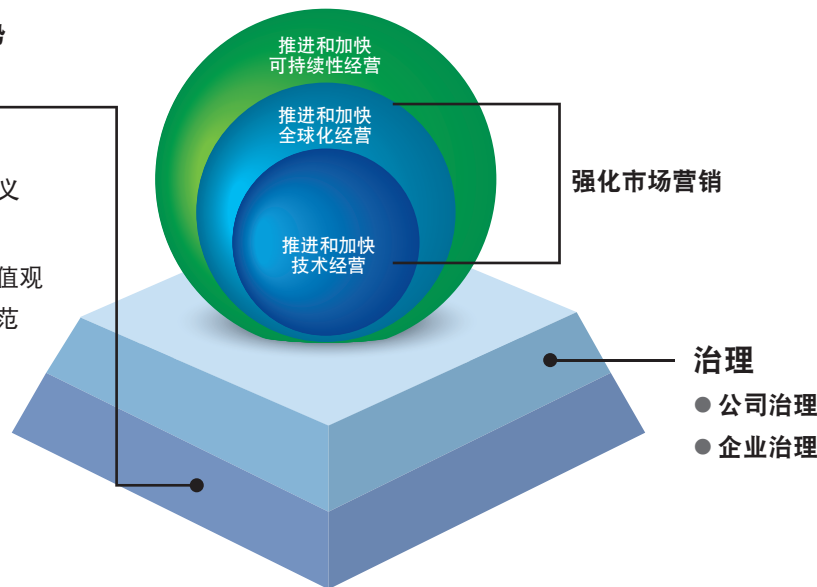 推进和加快
可持续性经营
推进和加快
全球化经营
推进和加快
技术经营
强化市场营销
义
值观
范
治理
● 公司治理
● 企业治理